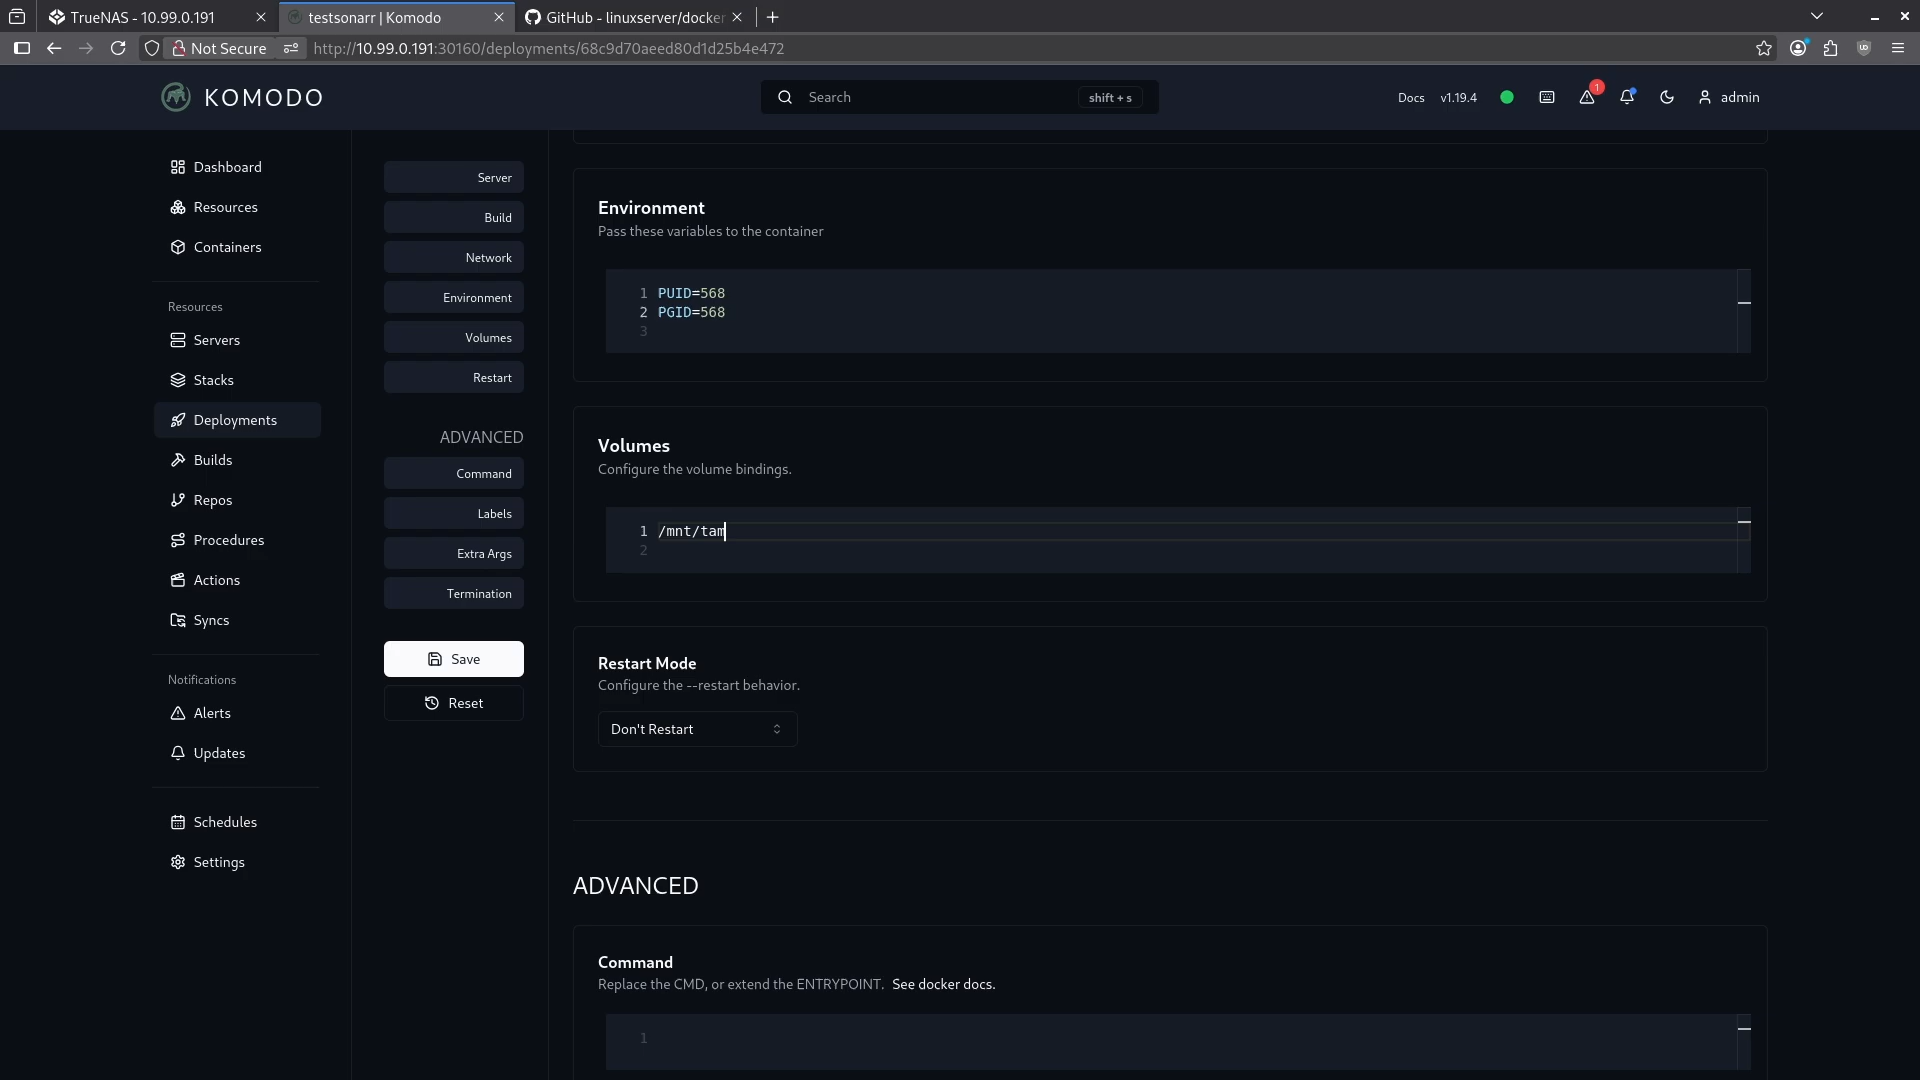 TrueNAS - 10.99.0.191
testsonarr | Komodo
GitHub - linuxserver/docker
Not Secure
http://10.99.0.191:30160/deployments/68c9d70aeed80d1d25b4e472
KOMODO
Search
shift + s
Docs
v1.19.4
1
admin
Dashboard
Resources
Containers
Resources
Servers
Stacks
Deployments
Builds
Repos
Procedures
Actions
Syncs
Notifications
Alerts
Updates
Schedules
Settings
Server
Build
Network
Environment
Volumes
Restart
ADVANCED
Command
Labels
Extra Args
Termination
Save
Reset
Environment
Pass these variables to the container
1 PUID=568
2 PGID=568
3
Volumes
Configure the volume bindings.
1 /mnt/tam
2
Restart Mode
Configure the --restart behavior.
Don't Restart
ADVANCED
Command
Replace the CMD, or extend the ENTRYPOINT. See docker docs.
1